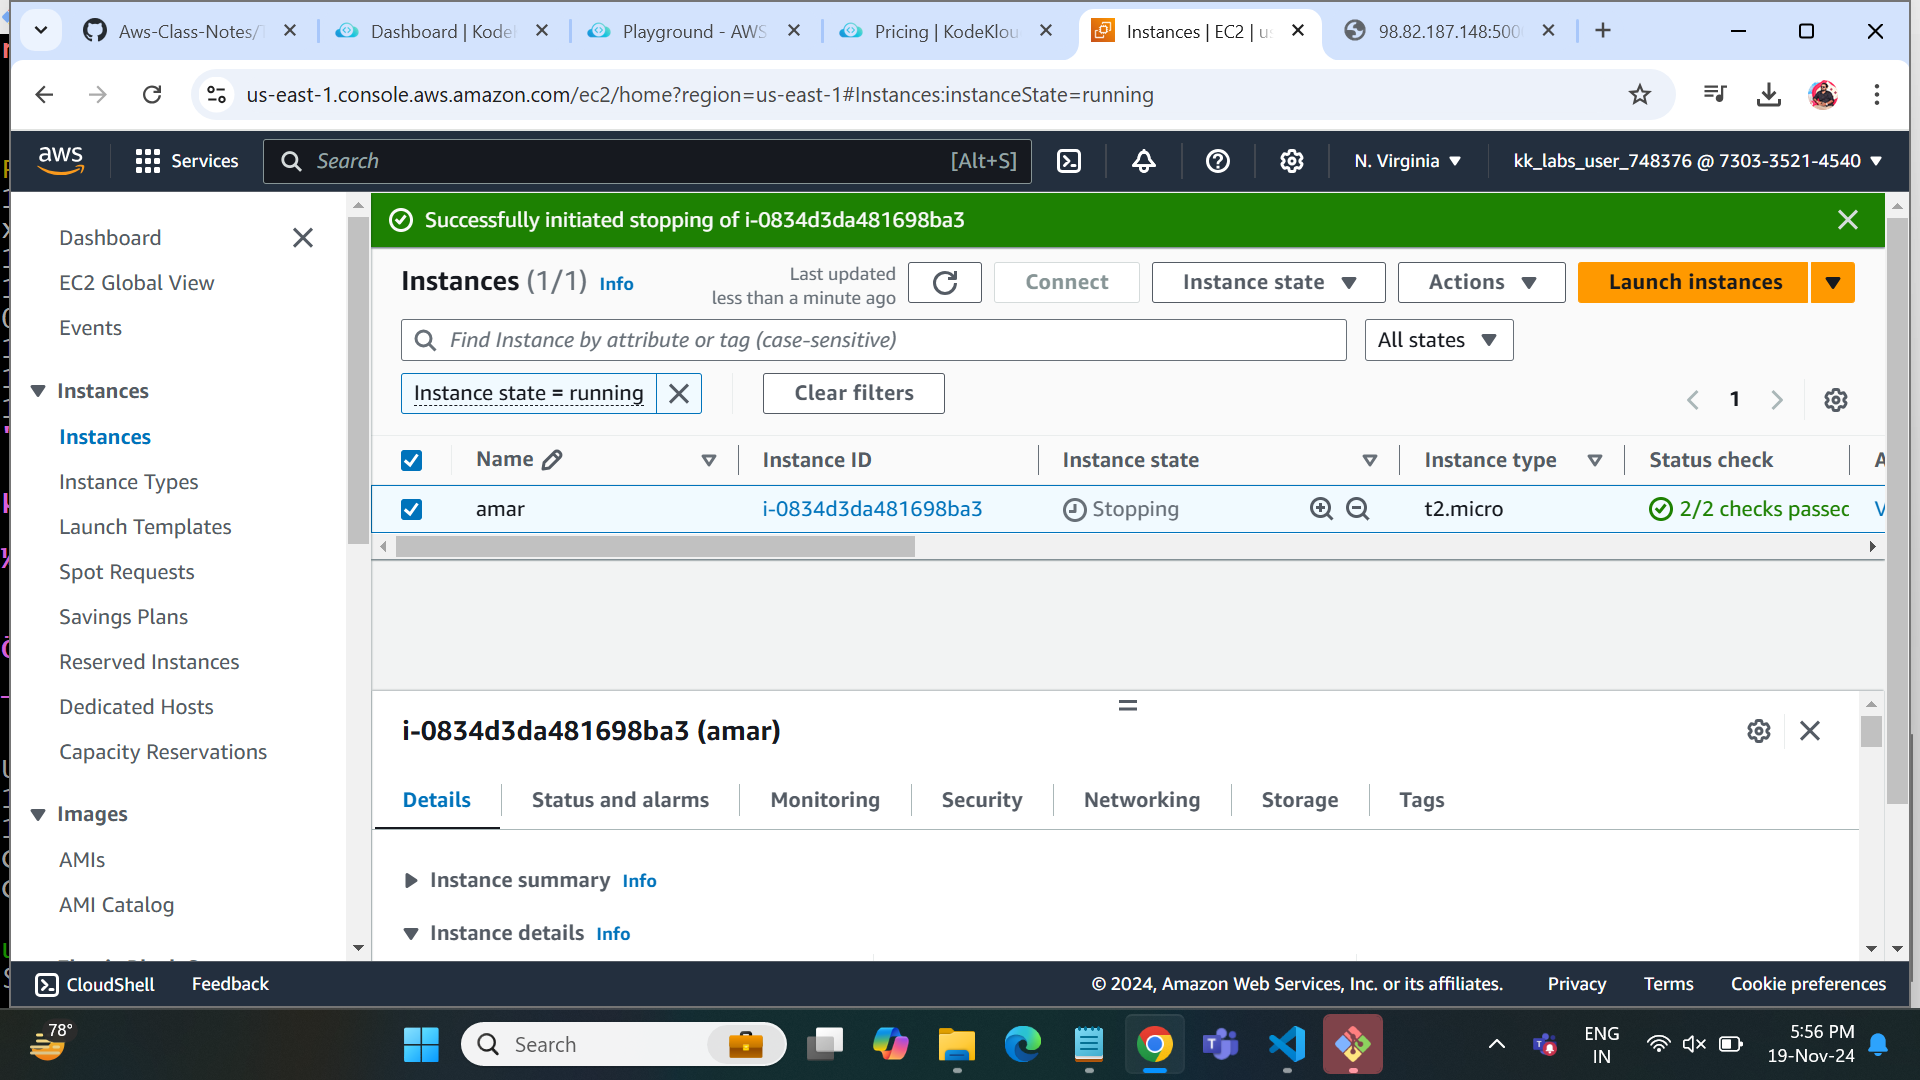 Aws-Class-Notes/
Dashboard | Kodek
Playground - AWS
Pricing | KodeKlou
Instances | EC2 | us
98.82.187.148:500
us-east-1.console.aws.amazon.com/ec2/home?region=us-east-1#Instances:instanceState=running
aws
Services
Search
[Alt+S]
N. Virginia
kk_labs_user_748376 @ 7303-3521-4540
Dashboard
EC2 Global View
Events
Instances
Instances
Instance Types
Launch Templates
Spot Requests
Savings Plans
Reserved Instances
Dedicated Hosts
Capacity Reservations
Images
AMIs
AMI Catalog
Successfully initiated stopping of i-0834d3da481698ba3
Instances (1/1) Info
Last updated
less than a minute ago
Connect
Instance state
Actions
Launch instances
Find Instance by attribute or tag (case-sensitive)
All states
Instance state = running
Clear filters
1
Name
Instance ID
Instance state
Instance type
Status check
A
amar
i-0834d3da481698ba3
Stopping
t2.micro
2/2 checks passec
V
i-0834d3da481698ba3 (amar)
Details
Status and alarms
Monitoring
Security
Networking
Storage
Tags
Instance summary Info
Instance details Info
CloudShell
Feedback
© 2024, Amazon Web Services, Inc. or its affiliates.
Privacy
Terms
Cookie preferences
78°
Search
ENG
IN
5:56 PM
19-Nov-24